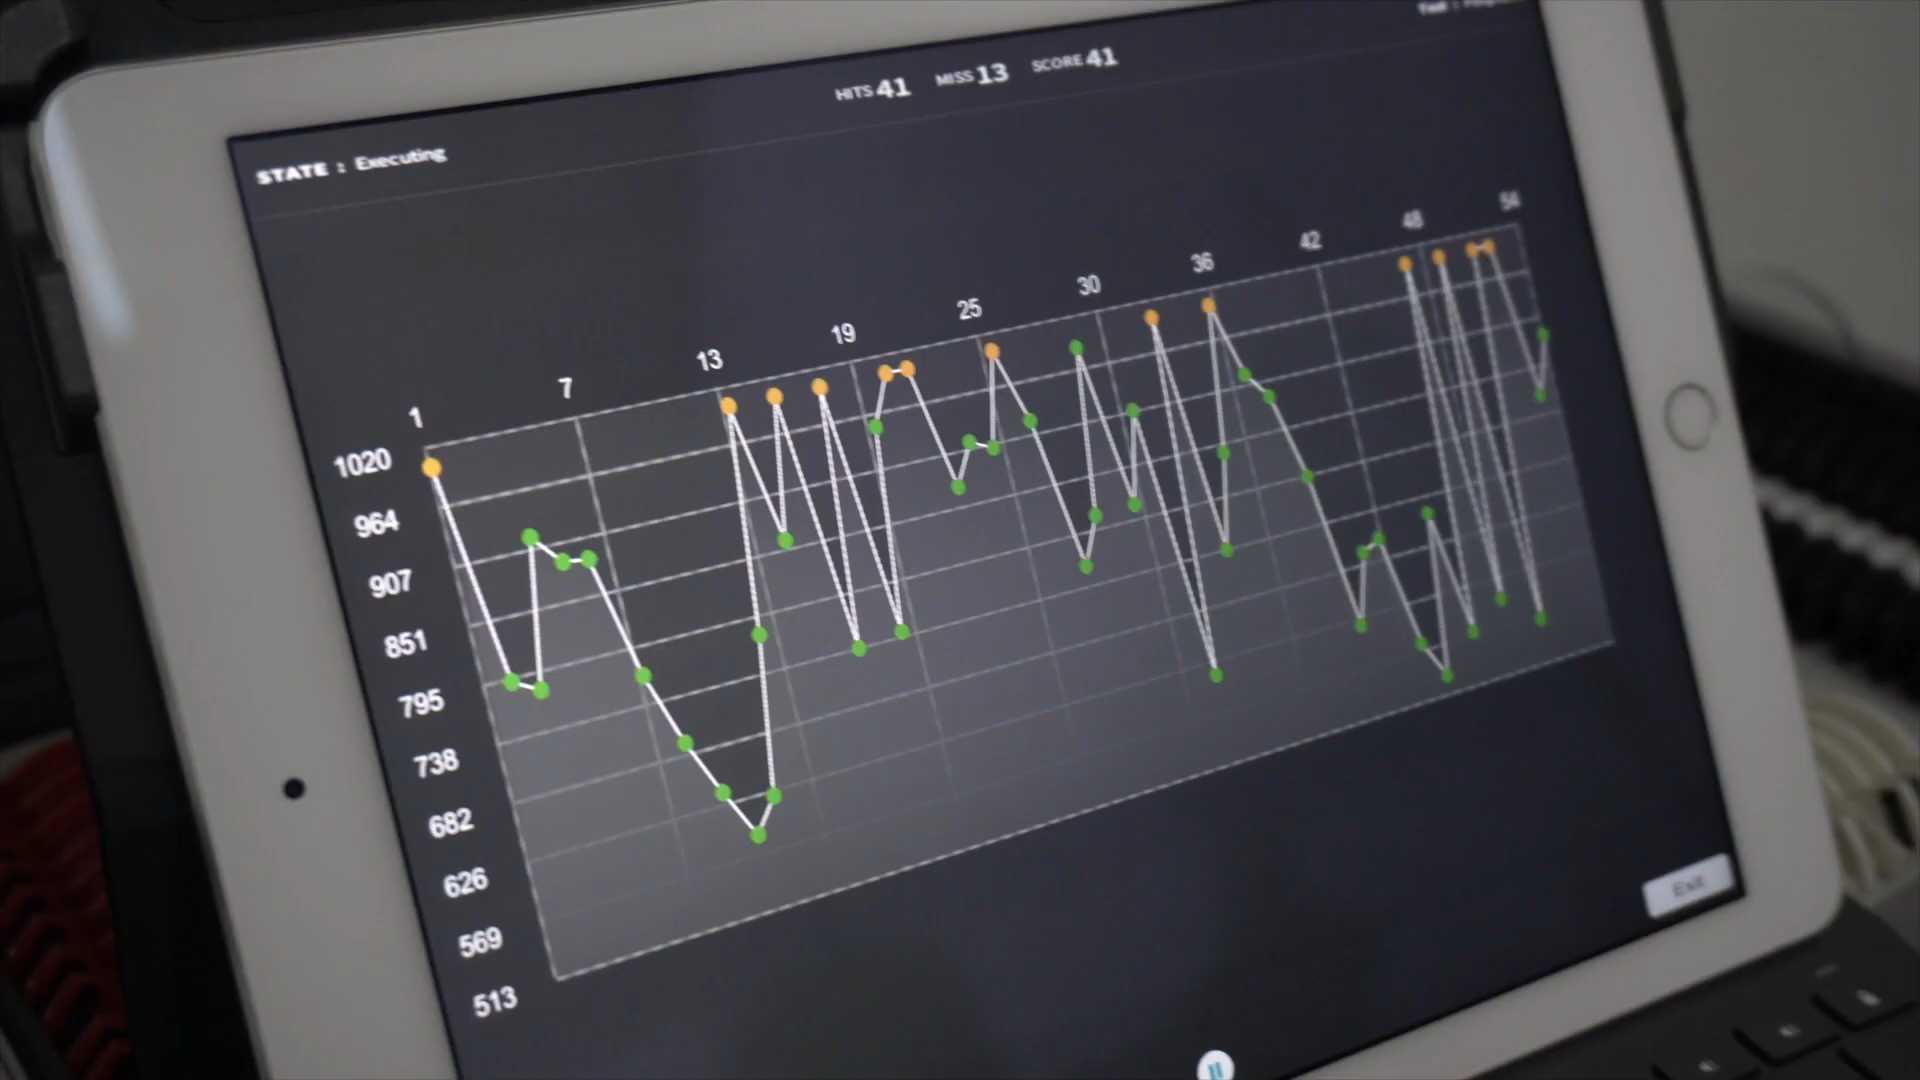 HITS 41 MISS 13 SCORE 41
STATE : Executing
1 7 13 19 25 30 36 42 48 54
1020
964
907
851
795
738
682
626
569
513
Exit